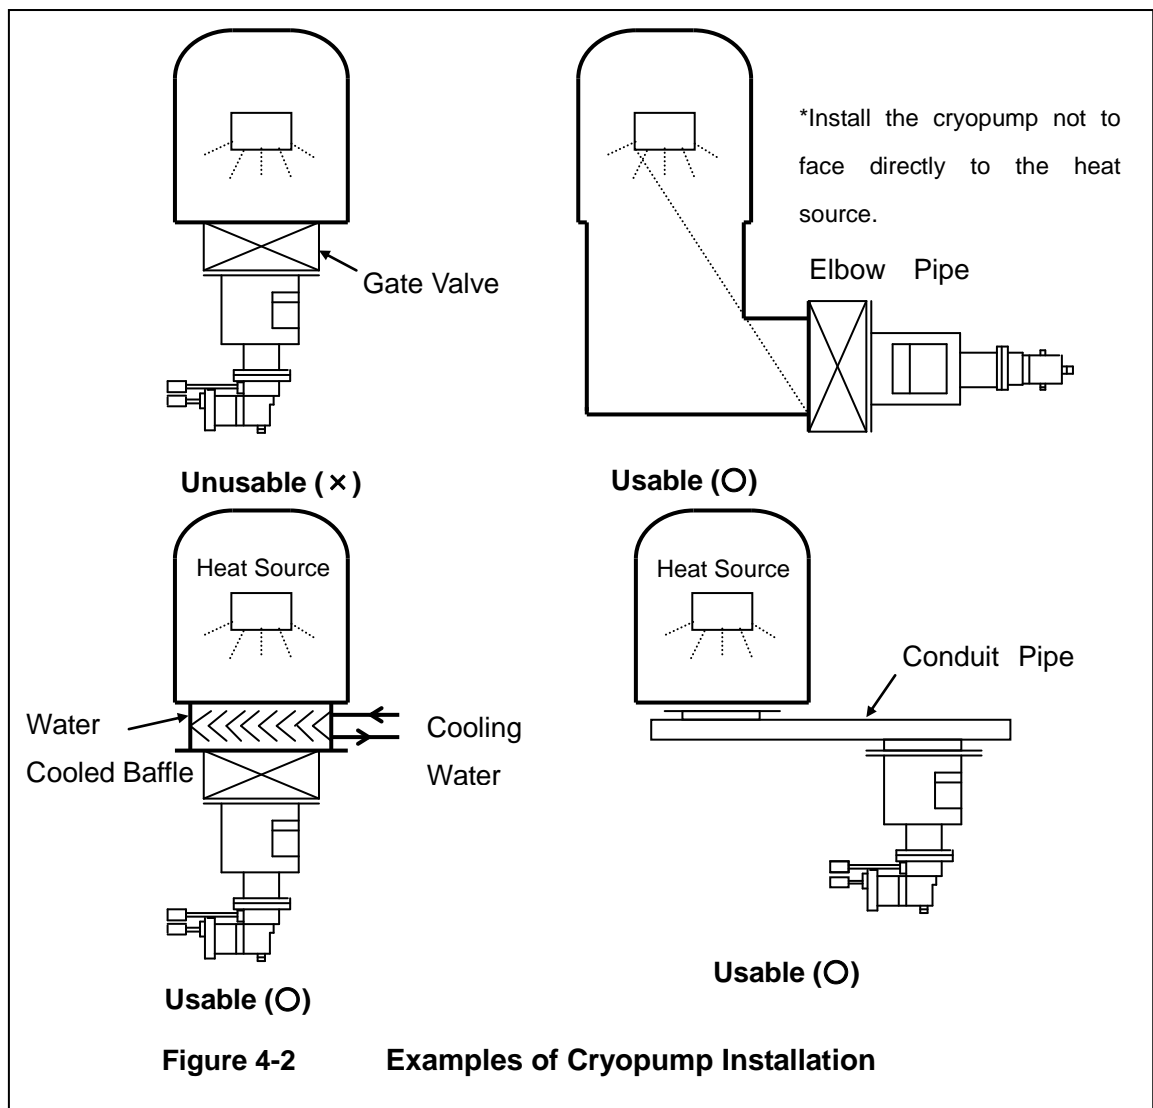 *Install the cryopump not to
face directly to the heat
source.
Elbow Pipe
Gate Valve
Unusable (×)
Usable (○)
Heat Source
Heat Source
Conduit Pipe
Water
Cooled Baffle
Cooling
Water
Usable (○)
Usable (○)
Figure 4-2 Examples of Cryopump Installation